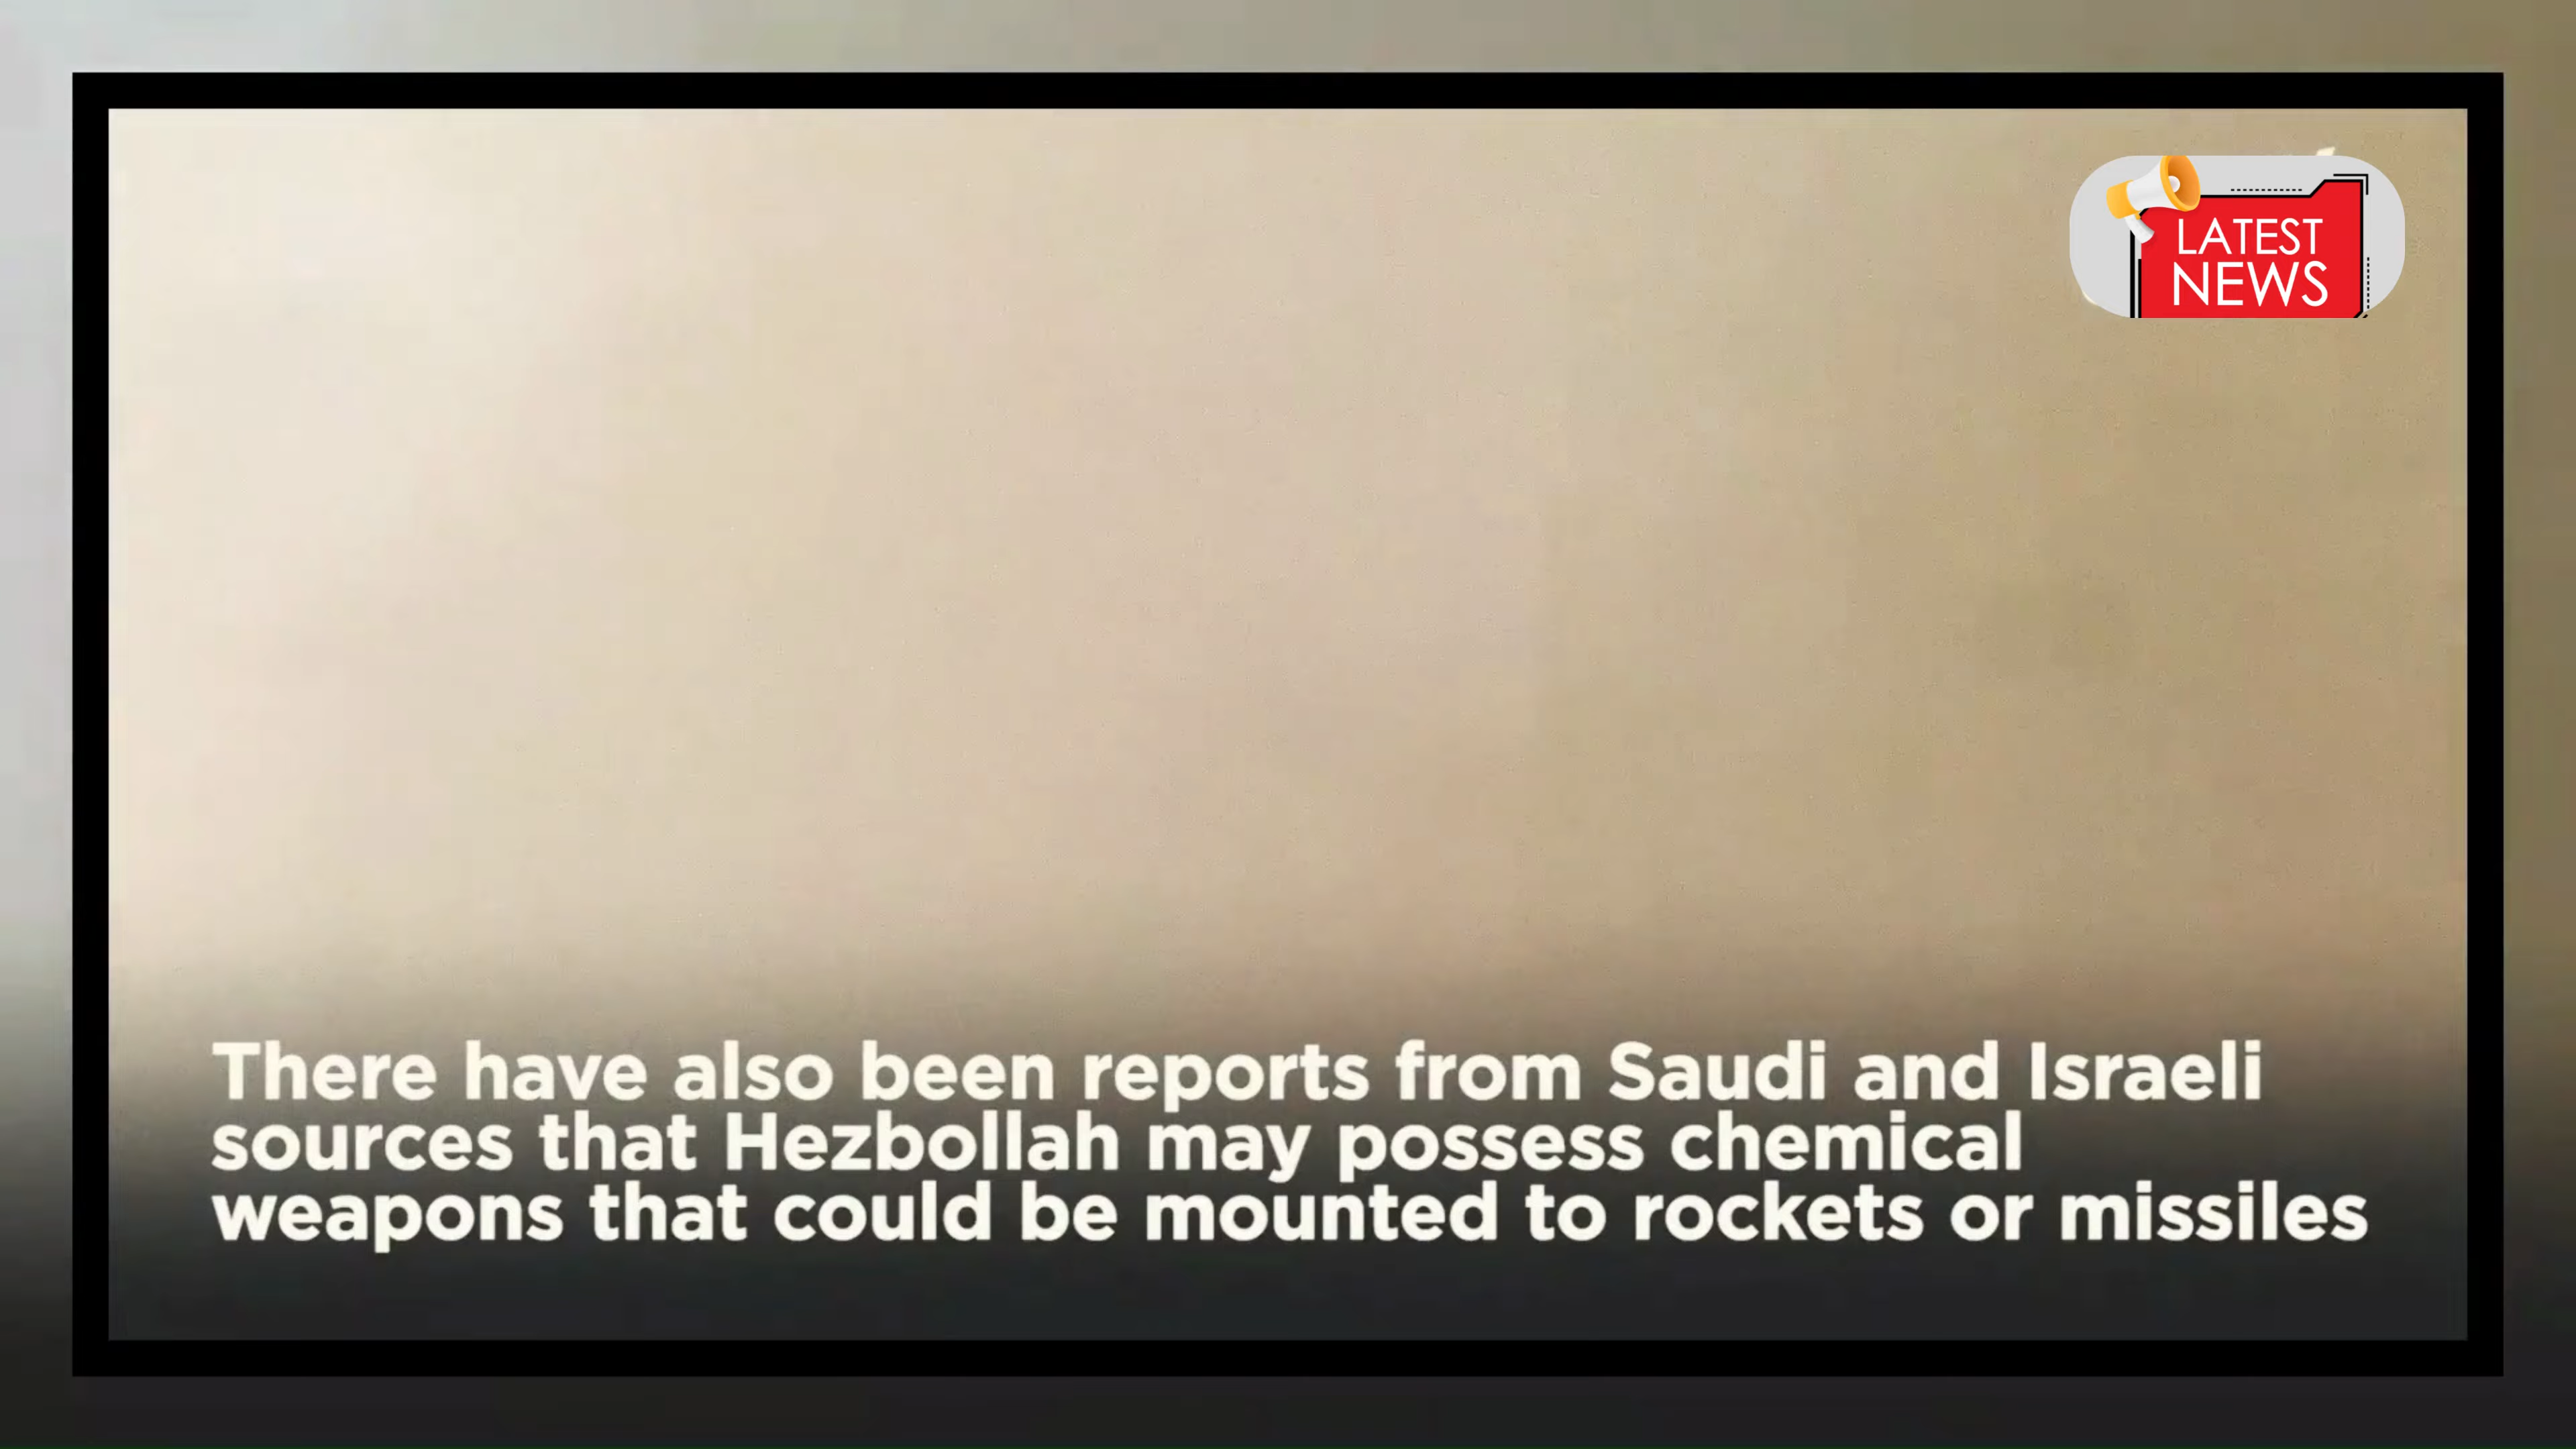 LATEST
NEWS
There have also been reports from Saudi and Israeli
sources that Hezbollah may possess chemical
weapons that could be mounted to rockets or missiles